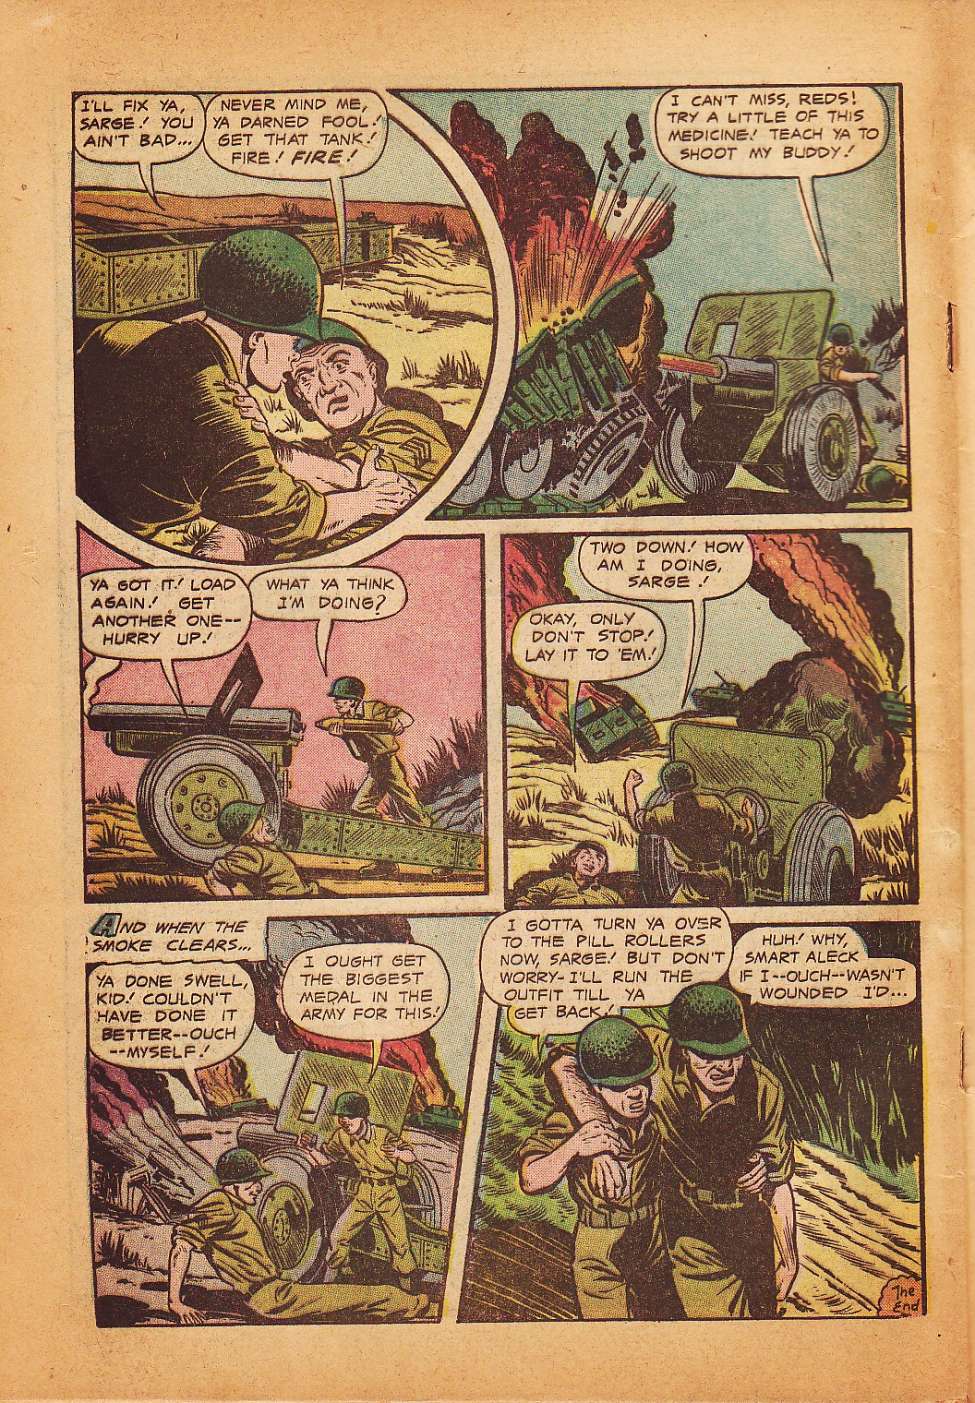 I'LL FIX YA,
SARGE! YOU
AIN'T BAD...
NEVER MIND ME,
YA DARNED FOOL!
GET THAT TANK!
FIRE! FIRE!
I CAN'T MISS, REDS!
TRY A LITTLE OF THIS
MEDICINE! TEACH YA TO
SHOOT MY BUDDY!
YA GOT IT! LOAD
AGAIN! GET
ANOTHER ONE--
HURRY UP!
WHAT YA THINK
I'M DOING?
TWO DOWN! HOW
AM I DOING,
SARGE!
OKAY, ONLY
DON'T STOP!
LAY IT TO 'EM!
AND WHEN THE
SMOKE CLEARS...
YA DONE SWELL,
KID! COULDN'T
HAVE DONE IT
BETTER--OUCH
--MYSELF!
I OUGHT GET
THE BIGGEST
MEDAL IN THE
ARMY FOR THIS!
I GOTTA TURN YA OVER
TO THE PILL ROLLERS
NOW, SARGE! BUT DON'T
WORRY-I'LL RUN THE
OUTFIT TILL YA
GET BACK!
HUH! WHY,
SMART ALECK
IF I--OUCH--WASN'T
WOUNDED I'D...
The
End